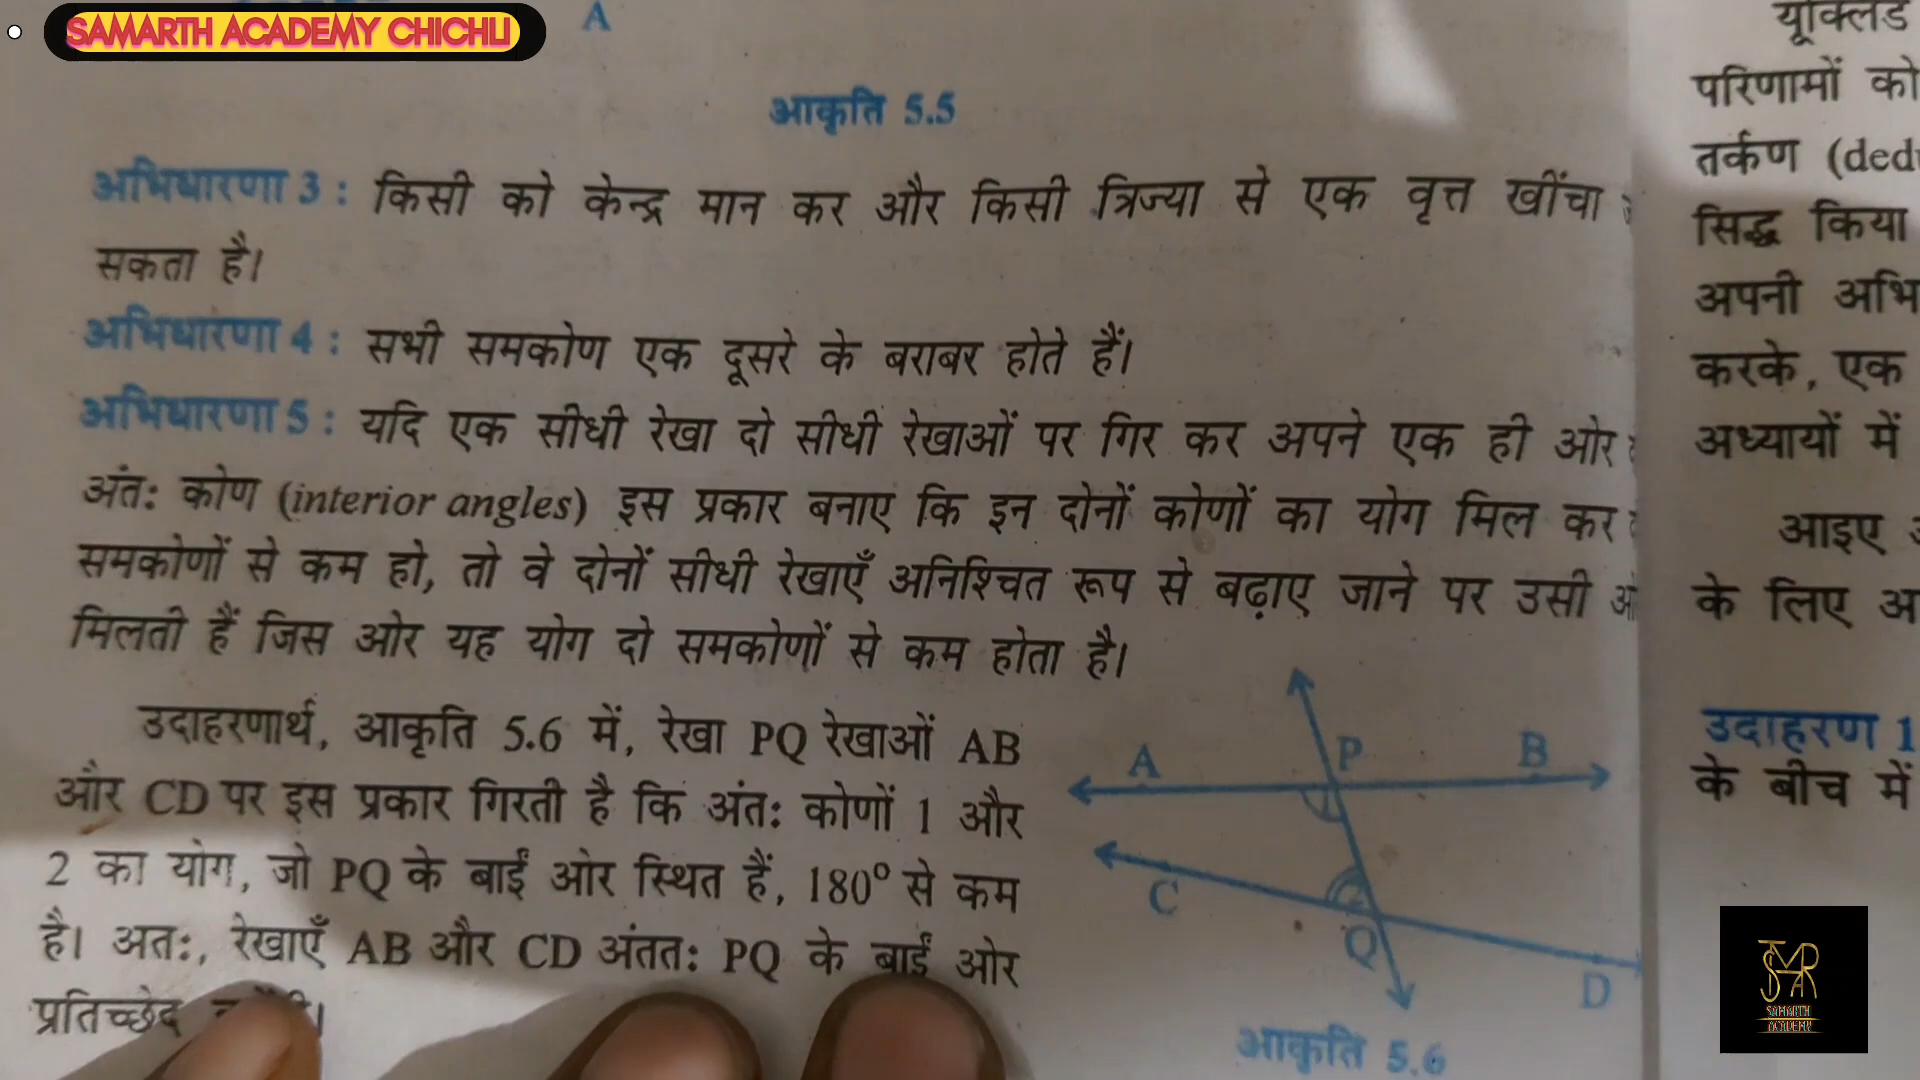 SAMARTH ACADEMY CHICHLI
A
आकृति 5.5
अभिधारणा 3 : किसी को केन्द्र मान कर और किसी त्रिज्या से एक वृत्त खींचा
सकता है।
अभिधारणा 4 : सभी समकोण एक दूसरे के बराबर होते हैं।
अभिधारणा 5 : यदि एक सीधी रेखा दो सीधी रेखाओं पर गिर कर अपने एक ही ओर
अंतः कोण (interior angles) इस प्रकार बनाए कि इन दोनों कोणों का योग मिल कर
समकोणों से कम हो, तो वे दोनों सीधी रेखाएँ अनिश्चित रूप से बढ़ाए जाने पर उसी
मिलती हैं जिस ओर यह योग दो समकोणों से कम होता है।
उदाहरणार्थ, आकृति 5.6 में, रेखा PQ रेखाओं AB
और CD पर इस प्रकार गिरती है कि अंतः कोणों 1 और
2 का योग, जो PQ के बाईं ओर स्थित हैं, 180° से कम
है। अतः, रेखाएँ AB और CD अंततः PQ के बाईं ओर
प्रतिच्छेद
A P B
1
2
C
Q
D
आकृति 5.6
यूक्लिड
परिणामों को
तर्कण (ded
सिद्ध किया
अपनी अभि
करके, एक
अध्यायों में
आइए
के लिए अ
उदाहरण 1
के बीच में
SAMARTH
ACADEMY